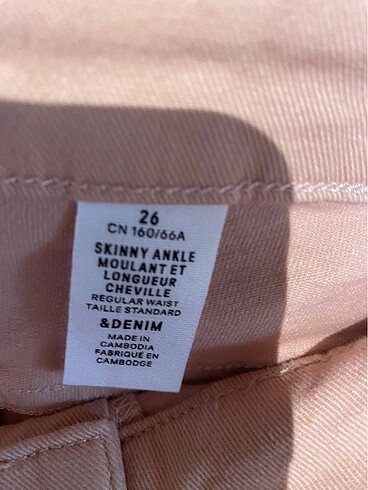 26
CN 160/66A
SKINNY ANKLE
MOULANT ET
LONGUEUR
CHEVILLE
REGULAR WAIST
TAILLE STANDARD
&DENIM
MADE IN
CAMBODIA
FABRIQUÉ EN
CAMBODGE